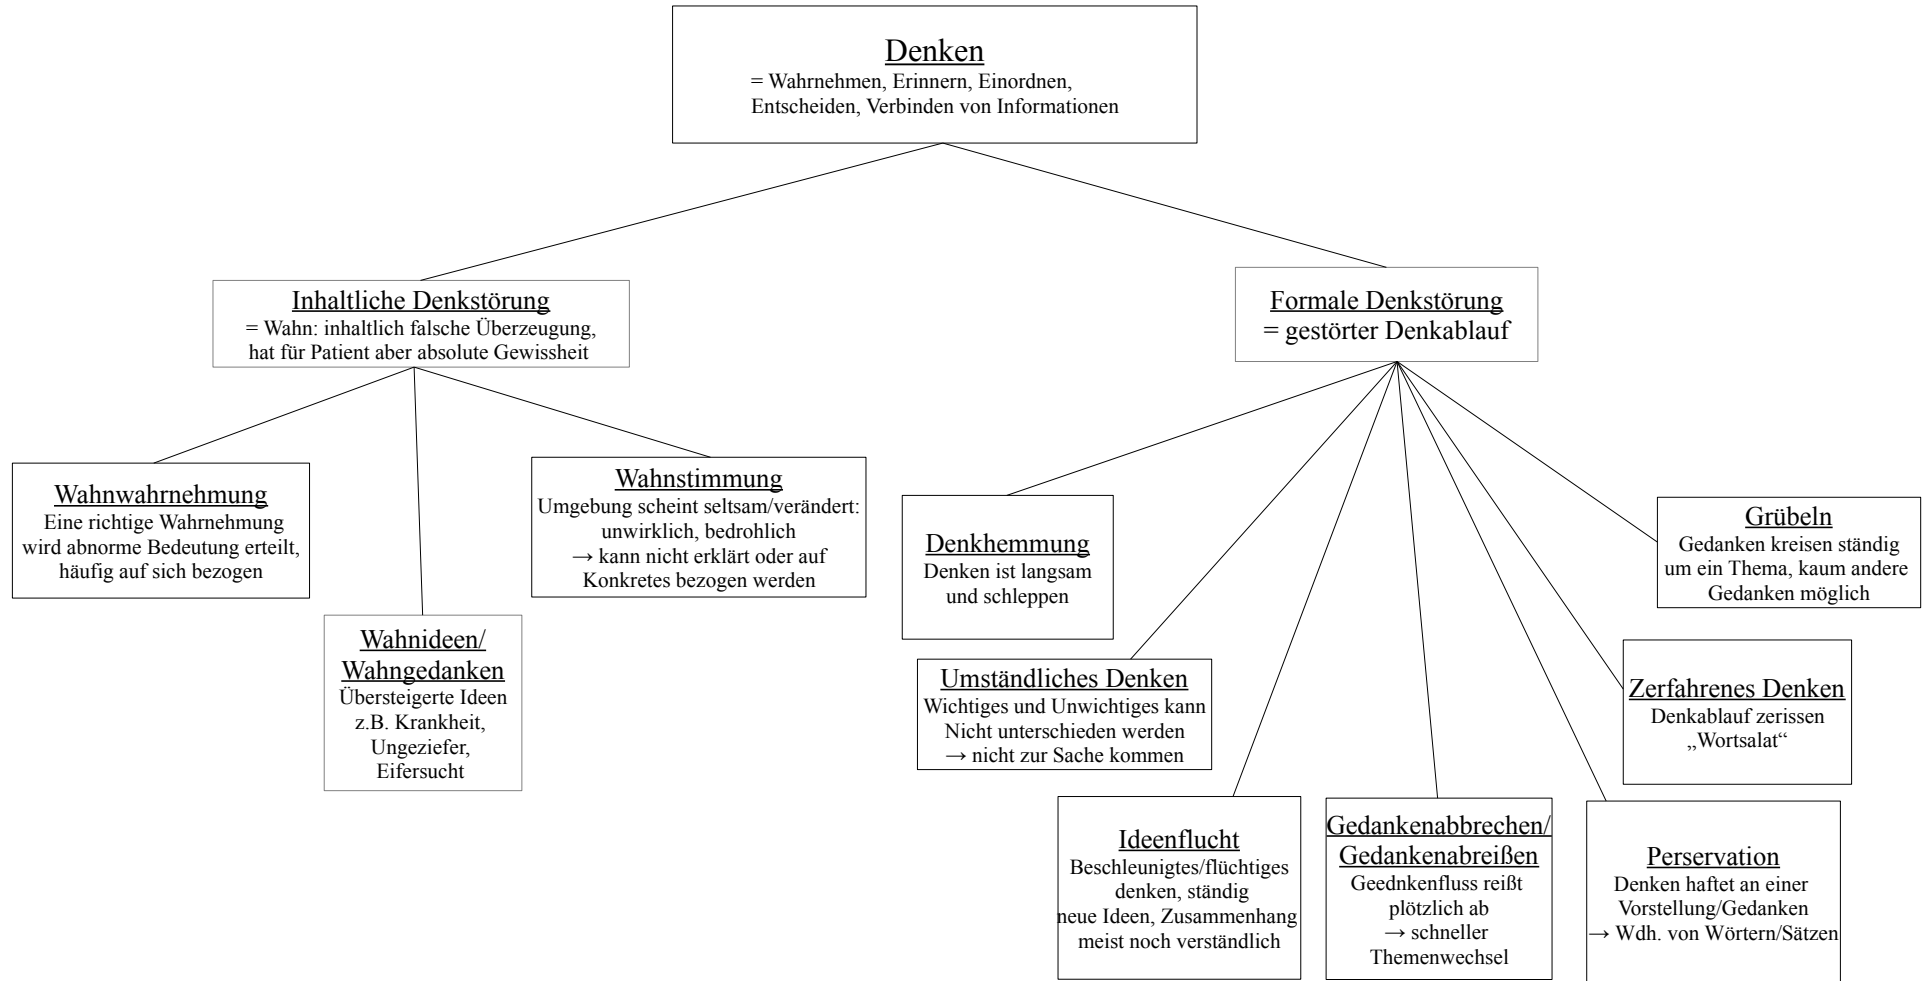 Denken
= Wahrnehmen, Erinnern, Einordnen,
Entscheiden, Verbinden von Informationen
Inhaltliche Denkstörung
= Wahn: inhaltlich falsche Überzeugung,
hat für Patient aber absolute Gewissheit
Formale Denkstörung
= gestörter Denkablauf
Wahnwahrnehmung
Eine richtige Wahrnehmung
wird abnorme Bedeutung erteilt,
häufig auf sich bezogen
Wahnideen/
Wahngedanken
Übersteigerte Ideen
z.B. Krankheit,
Ungeziefer,
Eifersucht
Wahnstimmung
Umgebung scheint seltsam/verändert:
unwirklich, bedrohlich
→ kann nicht erklärt oder auf
Konkretes bezogen werden
Denkhemmung
Denken ist langsam
und schleppen
Umständliches Denken
Wichtiges und Unwichtiges kann
Nicht unterschieden werden
→ nicht zur Sache kommen
Ideenflucht
Beschleunigtes/flüchtiges
denken, ständig
neue Ideen, Zusammenhang
meist noch verständlich
Gedankenabbrechen/
Gedankenabreißen
Geednkenfluss reißt
plötzlich ab
→ schneller
Themenwechsel
Perservation
Denken haftet an einer
Vorstellung/Gedanken
→ Wdh. von Wörtern/Sätzen
Zerfahrenes Denken
Denkablauf zerissen
„Wortsalat“
Grübeln
Gedanken kreisen ständig
um ein Thema, kaum andere
Gedanken möglich